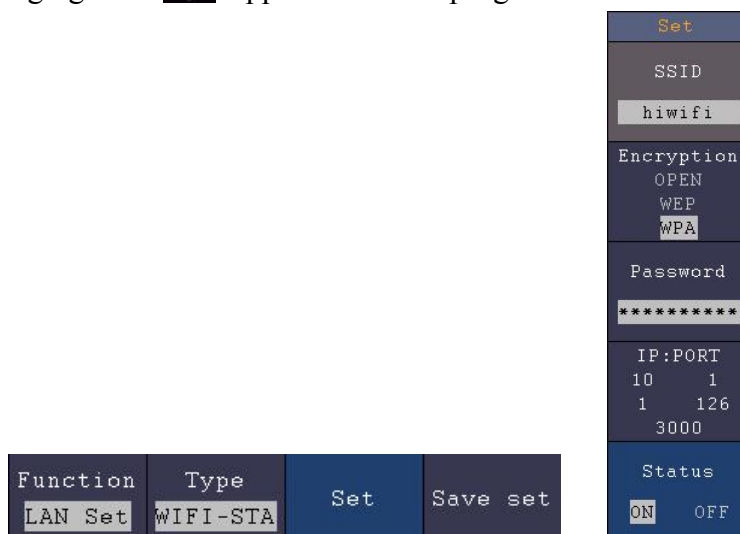 Set
SSID
hiwifi
Encryption
OPEN
WEP
WPA
Password
**********
IP:PORT
10 1
1 126
3000
Status
ON OFF
Function Type Set Save set
LAN Set WIFI-STA